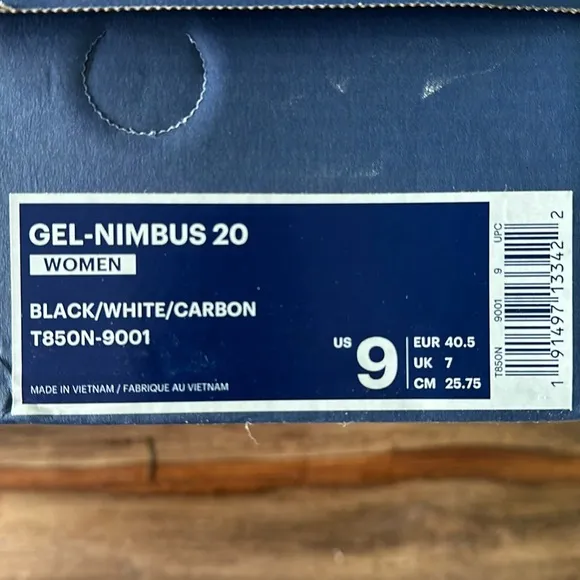 GEL-NIMBUS 20
WOMEN
BLACK/WHITE/CARBON
T850N-9001
MADE IN VIETNAM / FABRIQUE AU VIETNAM
US 9
EUR 40.5
UK 7
CM 25.75
T850N 9001 9 UPC
1 91497 13342 2